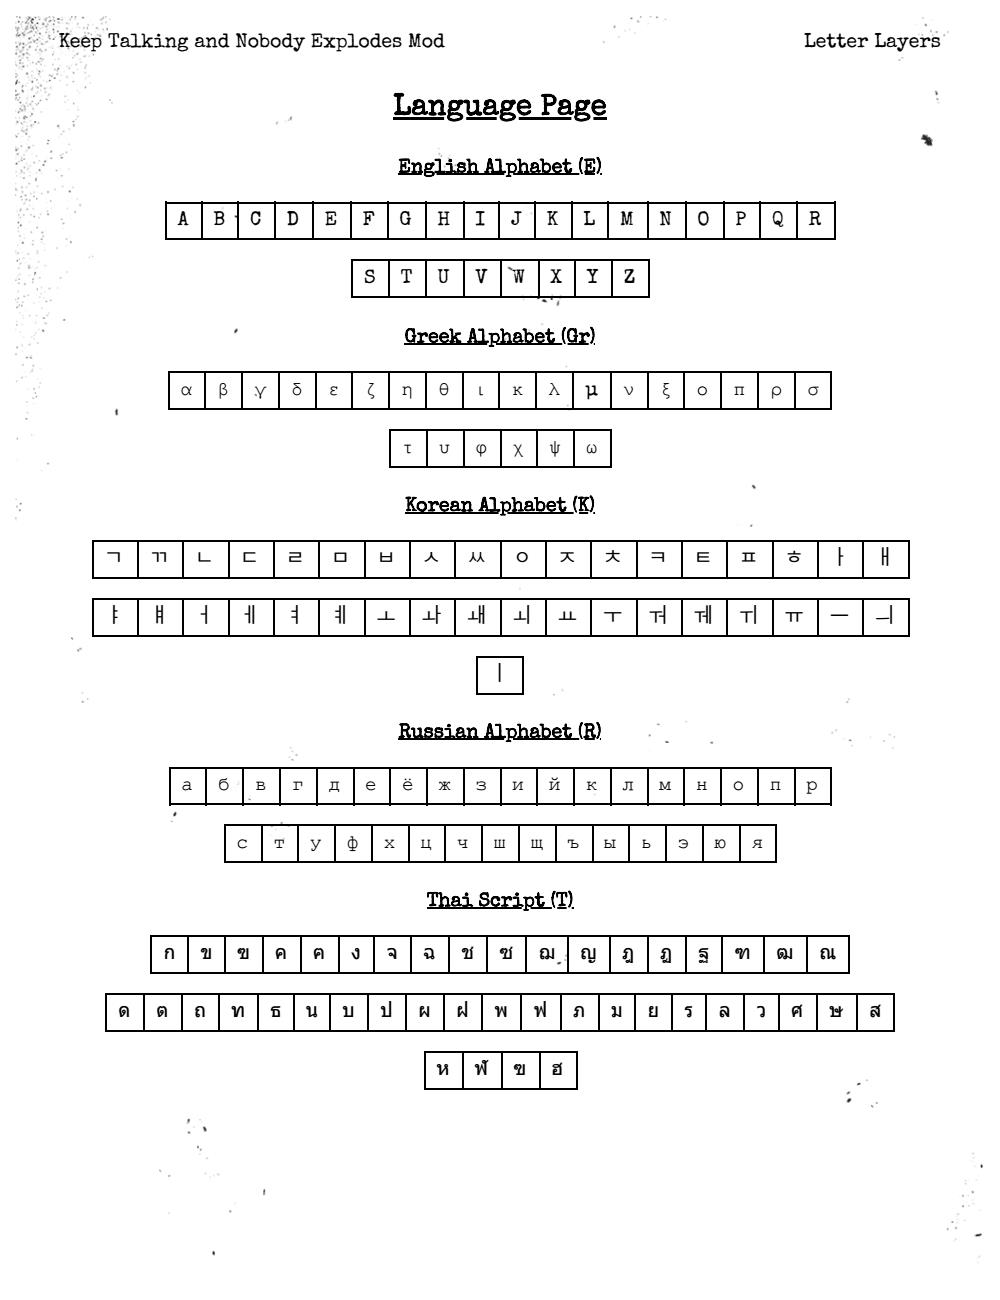 Keep Talking and Nobody Explodes Mod Letter Layers
Language Page
English Alphabet (E)
A B C D E F G H I J K L M N O P Q R
S T U V W X Y Z
Greek Alphabet (Gr)
α β γ δ ε ζ η θ ι κ λ μ ν ξ ο π ρ σ
τ υ φ χ ψ ω
Korean Alphabet (K)
ㄱ ㄲ ㄴ ㄷ ㄹ ㅁ ㅂ ㅅ ㅆ ㅇ ㅈ ㅊ ㅋ ㅌ ㅍ ㅎ ㅏ ㅐ
ㅑ ㅒ ㅓ ㅔ ㅕ ㅖ ㅗ ㅘ ㅙ ㅚ ㅛ ㅜ ㅝ ㅞ ㅟ ㅠ ㅡ ㅢ
ㅣ
Russian Alphabet (R)
а б в г д е ё ж з и й к л м н о п р
с т у ф х ц ч ш щ ъ ы ь э ю я
Thai Script (T)
ก ข ฃ ค ฅ ง จ ฉ ช ซ ฌ ญ ฎ ฏ ฐ ฑ ฒ ณ
ด ต ถ ท ธ น บ ป ผ ฝ พ ฟ ภ ม ย ร ล ว ศ ษ ส
ห ฬ ฃ ฮ